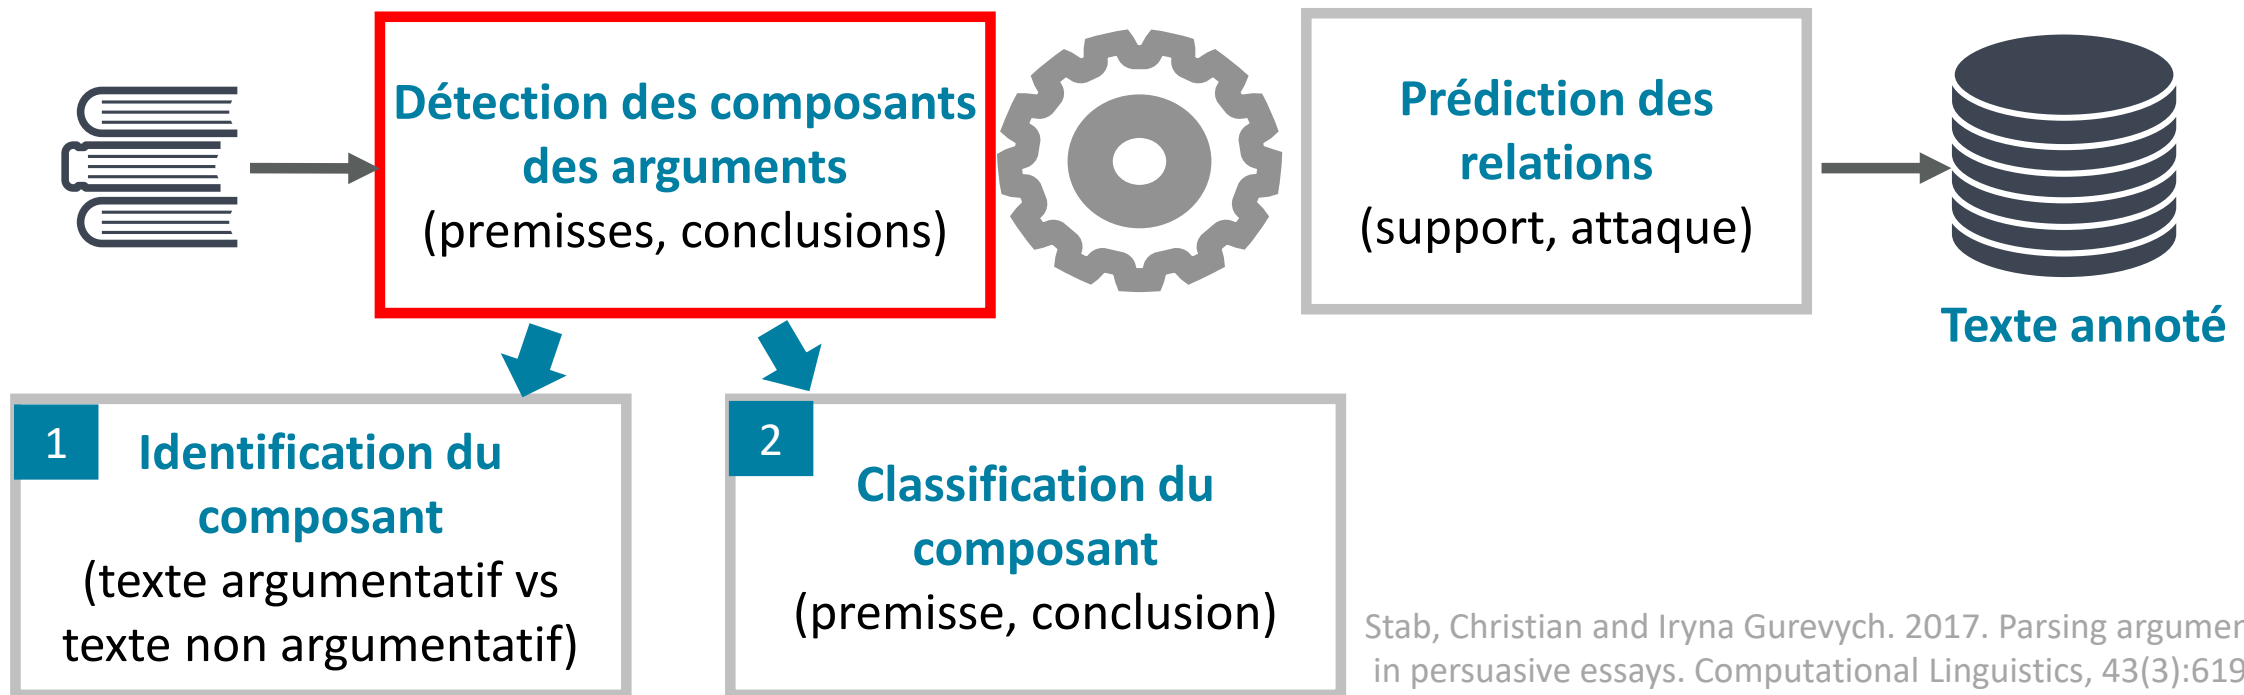 Détection des composants
des arguments
(premisses, conclusions)
Prédiction des
relations
(support, attaque)
Texte annoté
1
Identification du
composant
(texte argumentatif vs
texte non argumentatif)
2
Classification du
composant
(premisse, conclusion)
Stab, Christian and Iryna Gurevych. 2017. Parsing argumen
in persuasive essays. Computational Linguistics, 43(3):619